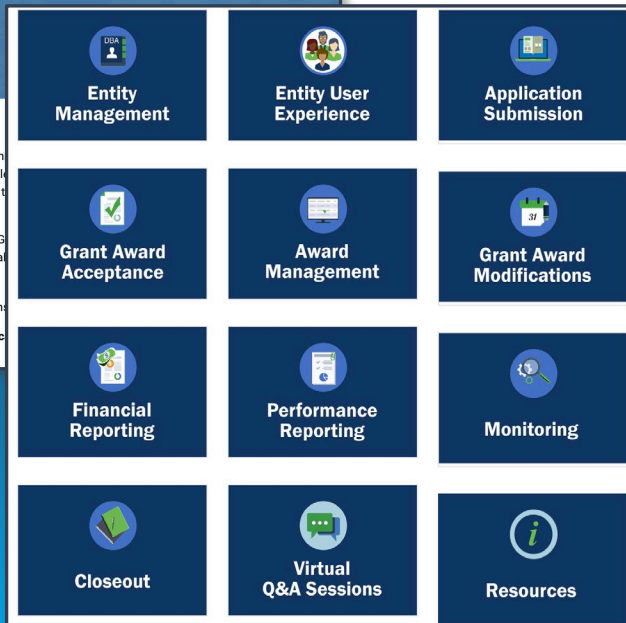 DBA
Entity
Management
Entity User
Experience
Application
Submission
Grant Award
Acceptance
Award
Management
31
Grant Award
Modifications
Financial
Reporting
Performance
Reporting
Monitoring
Closeout
Virtual
Q&A Sessions
i
Resources